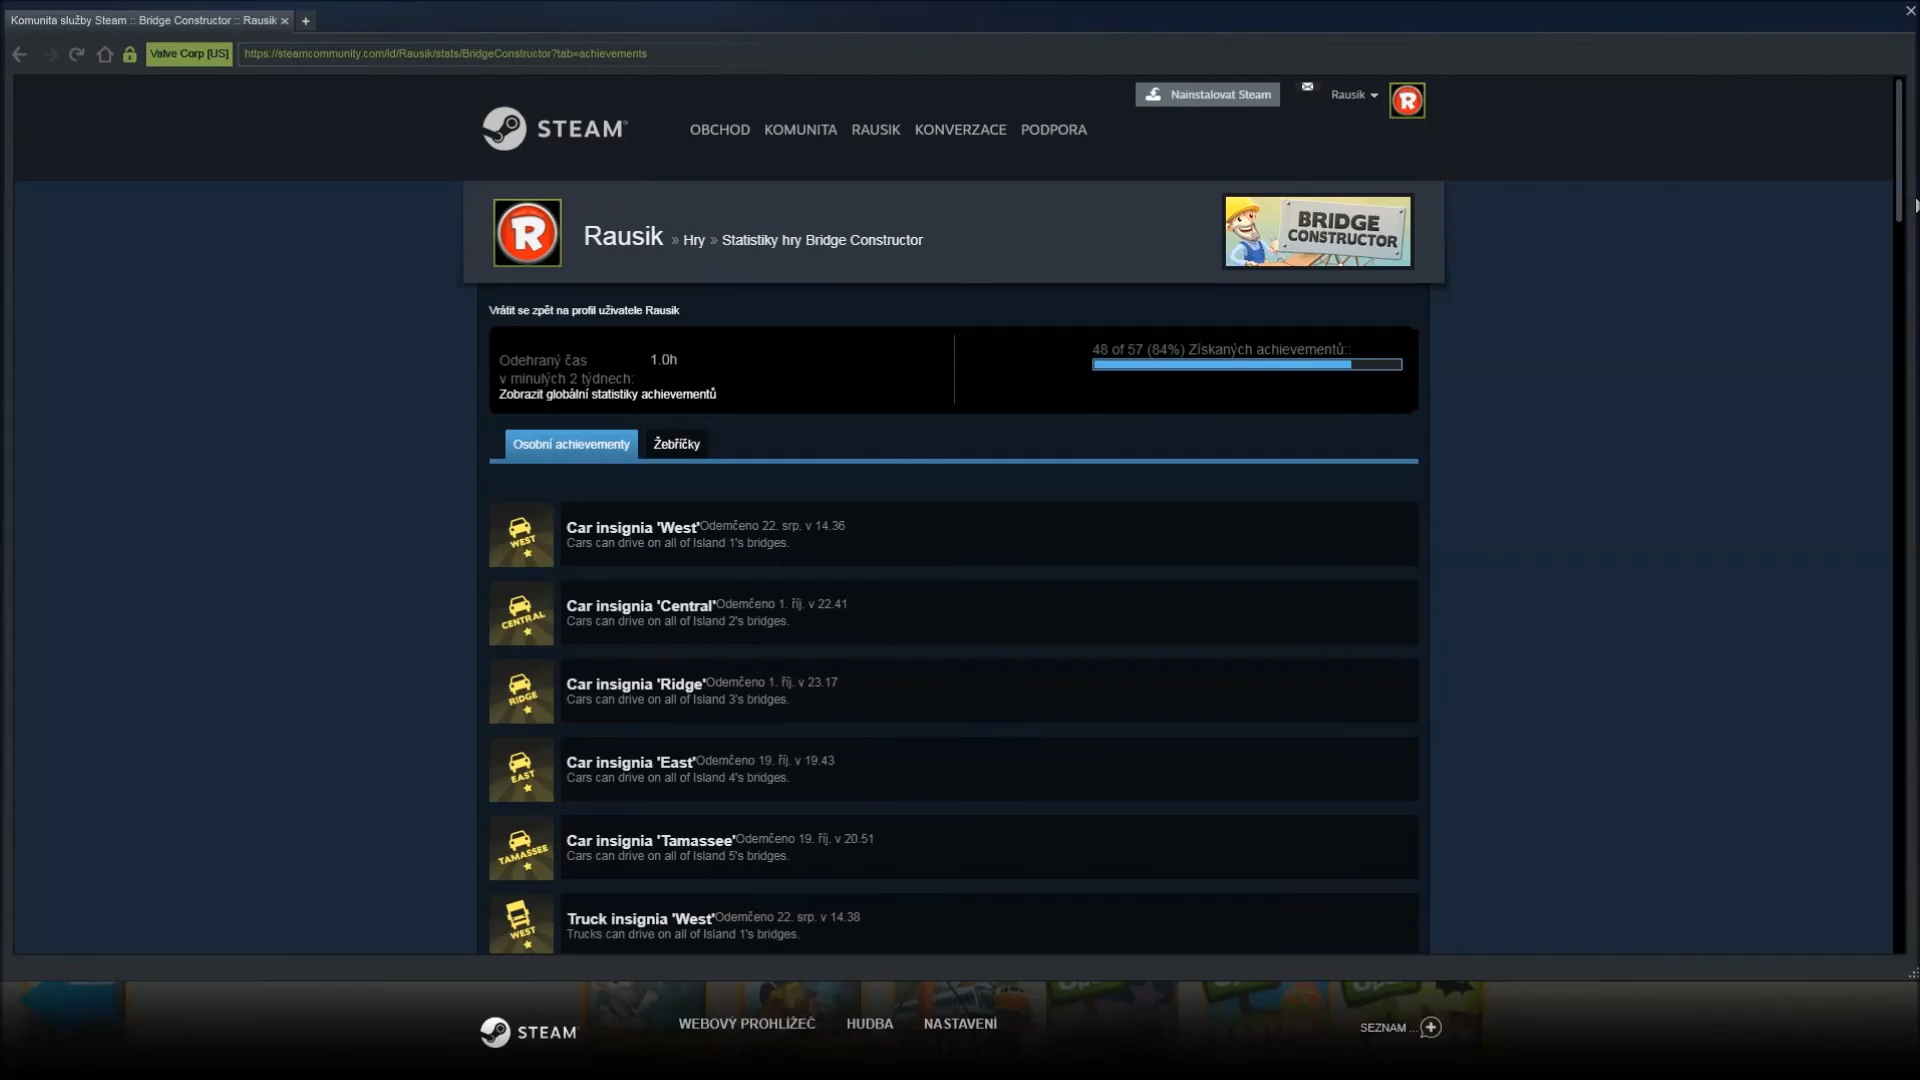 Komunita služby Steam :: Bridge Constructor :: Rausik
Valve Corp [US]
https://steamcommunity.com/id/Rausik/stats/BridgeConstructor?tab=achievements
Nainstalovat Steam
Rausik
R
STEAM
OBCHOD KOMUNITA RAUSIK KONVERZACE PODPORA
R
Rausik » Hry » Statistiky hry Bridge Constructor
BRIDGE
CONSTRUCTOR
Vrátit se zpět na profil uživatele Rausik
Odehraný čas 1.0h
v minulých 2 týdnech:
Zobrazit globální statistiky achievementů
48 of 57 (84%) Získaných achievementů::
Osobní achievementy Žebříčky
WEST
Car insignia 'West' Odemčeno 22. srp. v 14.36
Cars can drive on all of Island 1's bridges.
CENTRAL
Car insignia 'Central' Odemčeno 1. říj. v 22.41
Cars can drive on all of Island 2's bridges.
RIDGE
Car insignia 'Ridge' Odemčeno 1. říj. v 23.17
Cars can drive on all of Island 3's bridges.
EAST
Car insignia 'East' Odemčeno 19. říj. v 19.43
Cars can drive on all of Island 4's bridges.
TAMASSEE
Car insignia 'Tamassee' Odemčeno 19. říj. v 20.51
Cars can drive on all of Island 5's bridges.
WEST
Truck insignia 'West' Odemčeno 22. srp. v 14.38
Trucks can drive on all of Island 1's bridges.
STEAM
WEBOVÝ PROHLÍŽEČ HUDBA NASTAVENÍ
SEZNAM ...